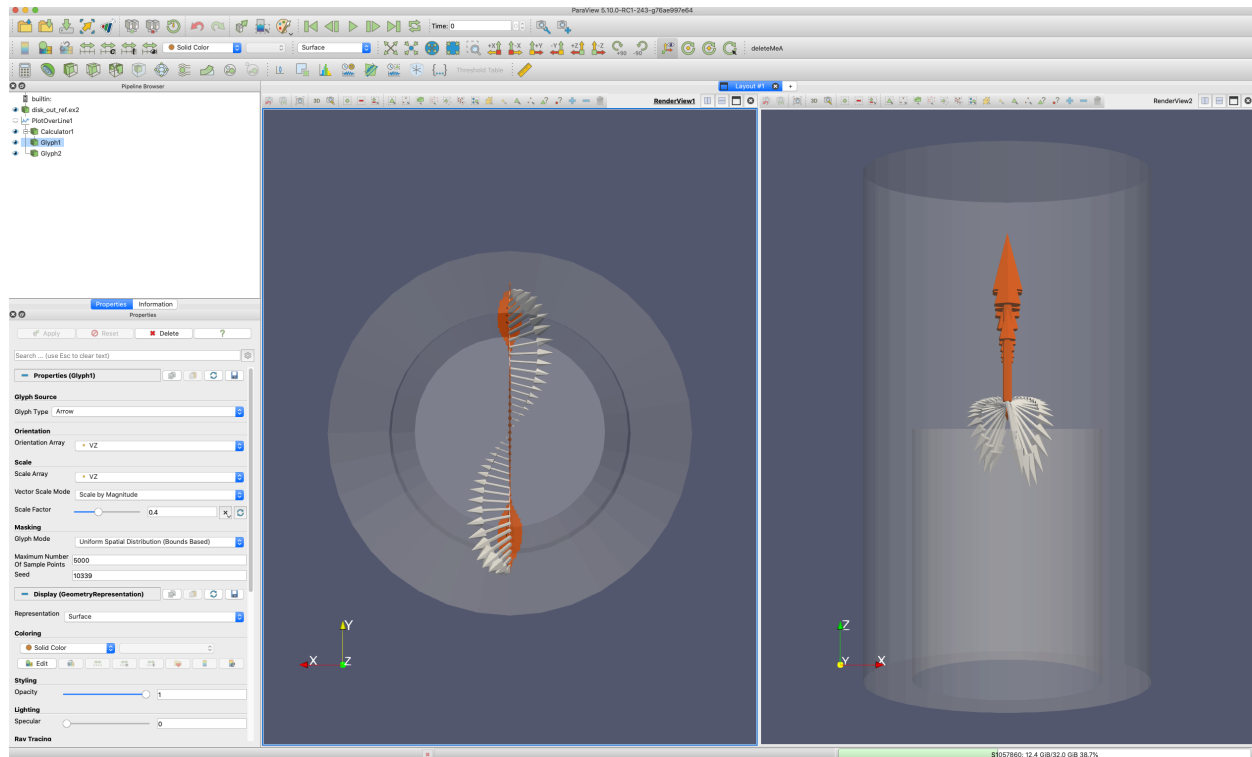 ParaView 5.10.0-RC1-243-g76ae997e64
Time: 0
Solid Color
Surface
+X -X +Y -Y +Z -Z +90 -90
deleteMeA
Threshold Table
Pipeline Browser
builtin:
disk_out_ref.ex2
PlotOverLine1
Calculator1
Glyph1
Glyph2
Properties Information
Properties
Apply Reset Delete ?
Search ... (use Esc to clear text)
Properties (Glyph1)
Glyph Source
Glyph Type Arrow
Orientation
Orientation Array VZ
Scale
Scale Array VZ
Vector Scale Mode Scale by Magnitude
Scale Factor 0.4
Masking
Glyph Mode Uniform Spatial Distribution (Bounds Based)
Maximum Number Of Sample Points 5000
Seed 10339
Display (GeometryRepresentation)
Representation Surface
Coloring
Solid Color
Edit
Styling
Opacity 1
Lighting
Specular 0
Ray Tracing
Layout #1 +
3D RenderView1
Y
X Z
3D RenderView2
Z
Y X
S1057860: 12.4 GiB/32.0 GiB 38.7%